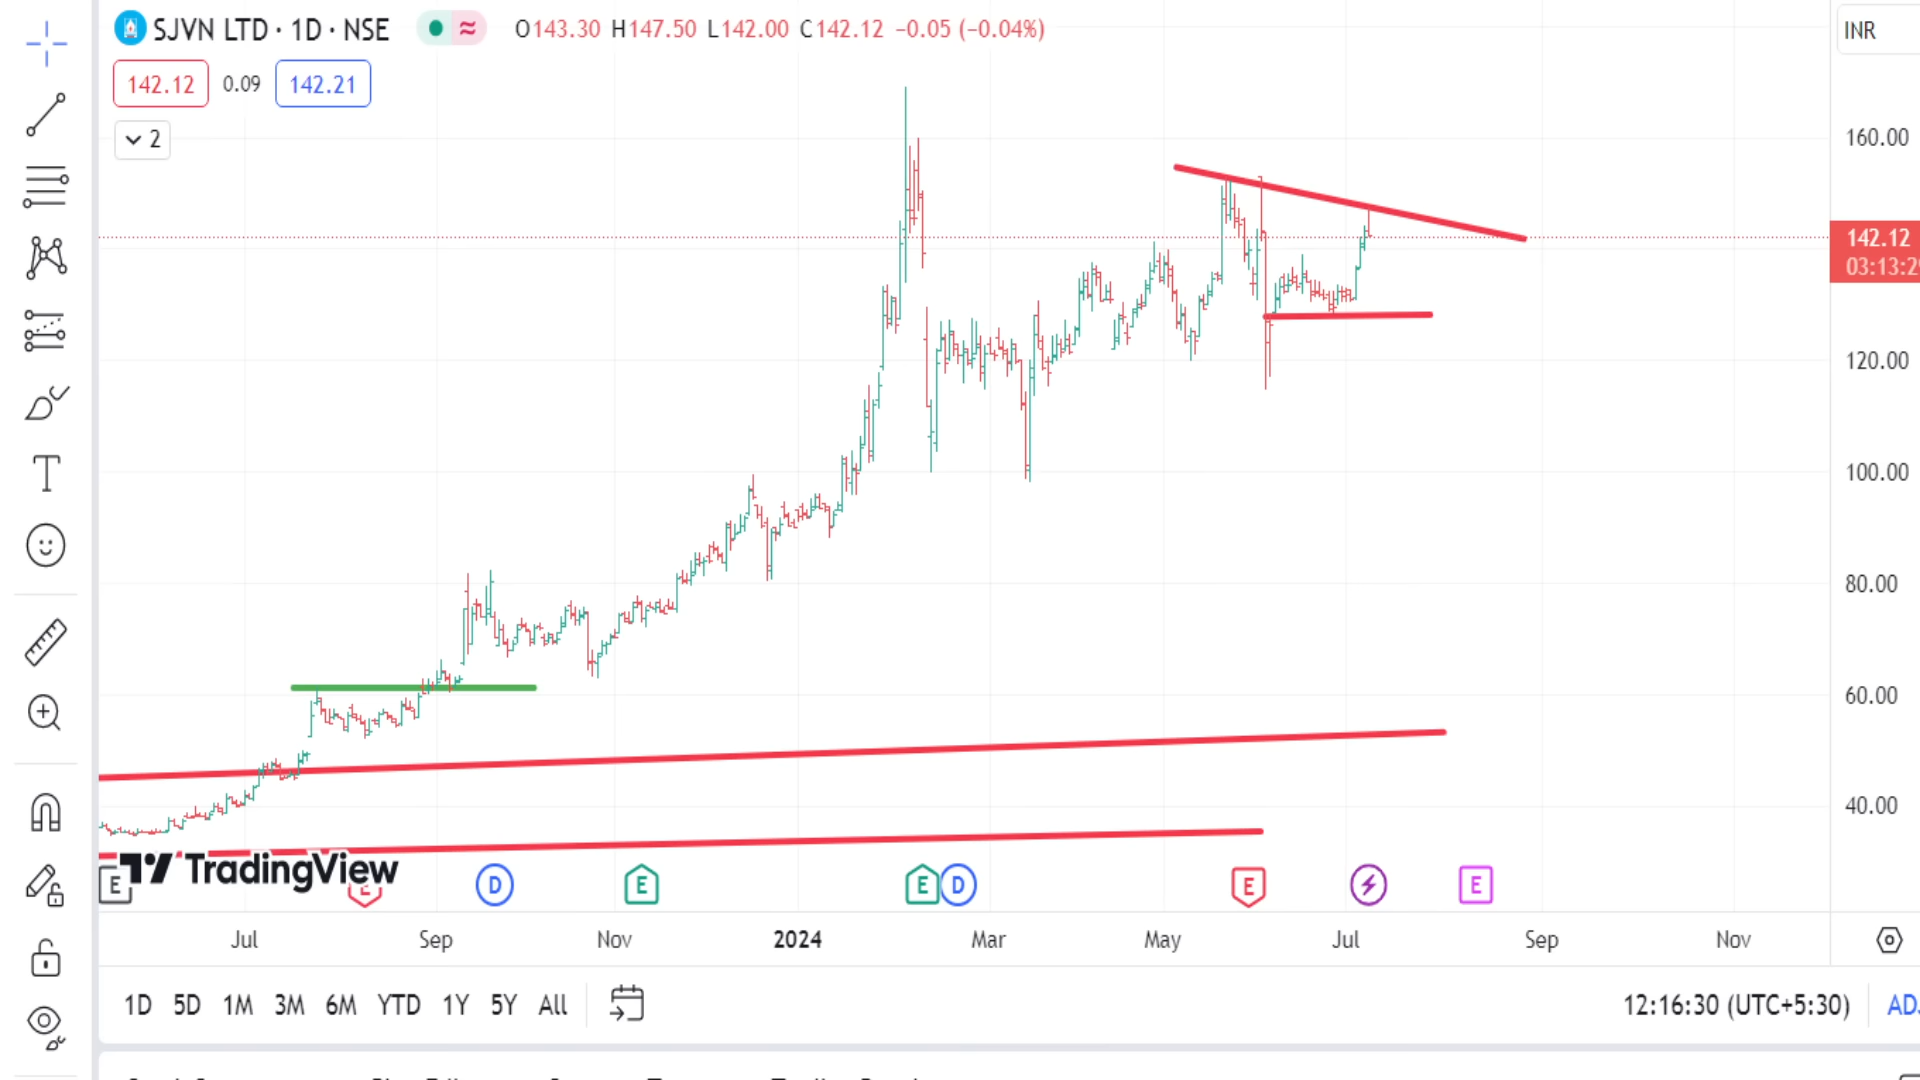 SJVN LTD · 1D · NSE
≈
O143.30 H147.50 L142.00 C142.12 −0.05 (−0.04%)
INR
142.12 0.09 142.21
2
160.00
142.12
120.00
100.00
80.00
60.00
40.00
T
TradingView
E D E E D E E
Jul Sep Nov 2024 Mar May Jul Sep Nov
1D 5D 1M 3M 6M YTD 1Y 5Y All
12:16:30 (UTC+5:30)